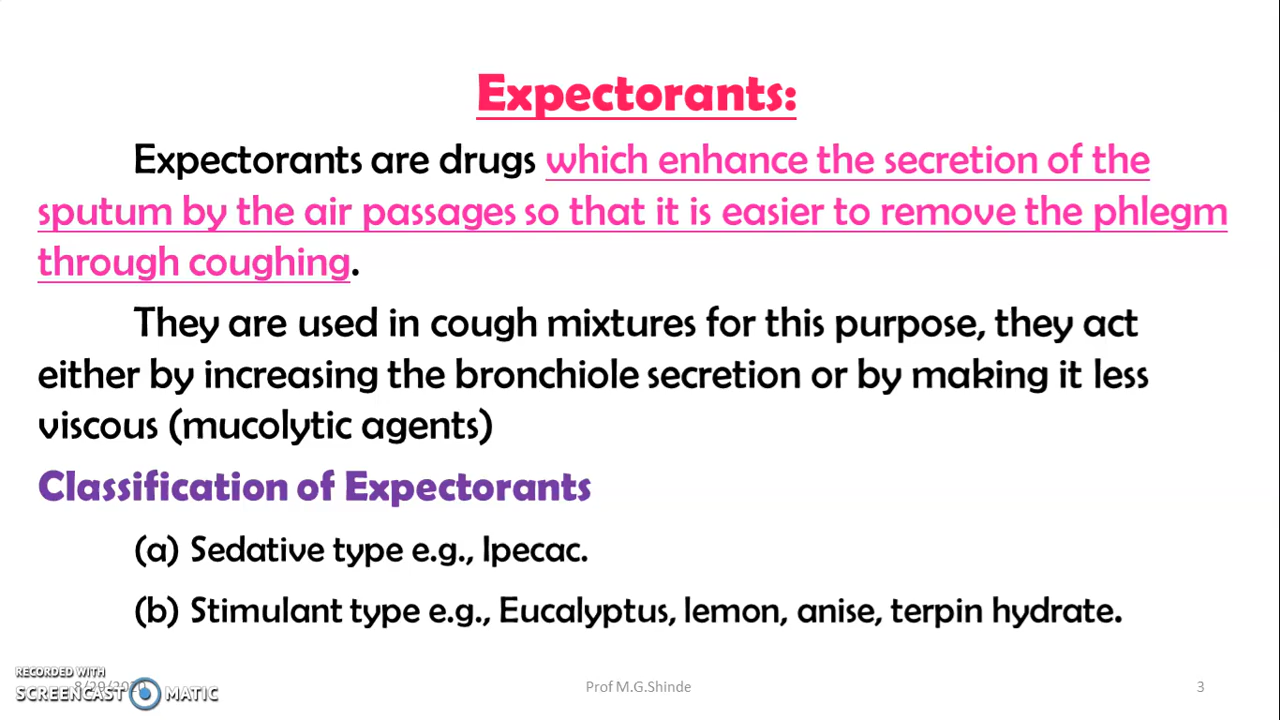 Expectorants:
Expectorants are drugs which enhance the secretion of the
sputum by the air passages so that it is easier to remove the phlegm
through coughing.
They are used in cough mixtures for this purpose, they act
either by increasing the bronchiole secretion or by making it less
viscous (mucolytic agents)
Classification of Expectorants
(a) Sedative type e.g., Ipecac.
(b) Stimulant type e.g., Eucalyptus, lemon, anise, terpin hydrate.
RECORDED WITH
SCREENCAST MATIC
Prof M.G.Shinde
3